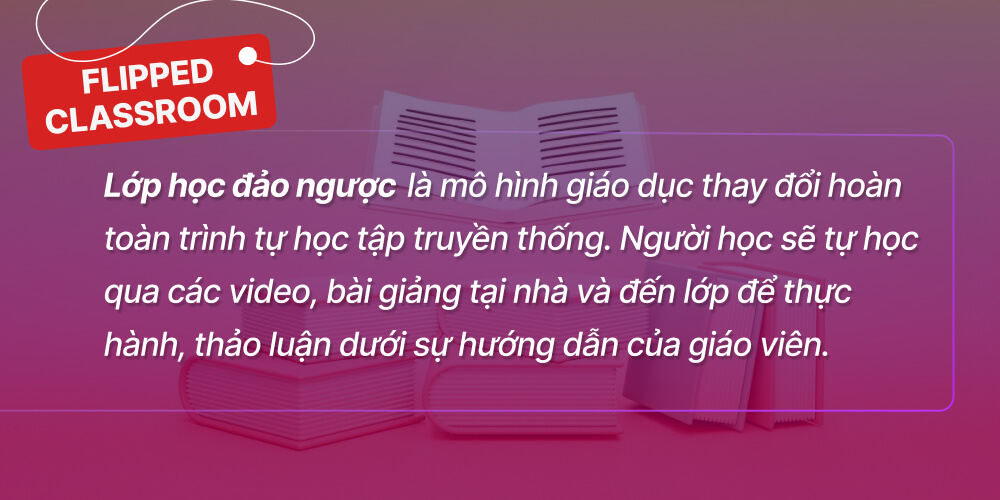 FLIPPED
CLASSROOM
Lớp học đảo ngược là mô hình giáo dục thay đổi hoàn
toàn trình tự học tập truyền thống. Người học sẽ tự học
qua các video, bài giảng tại nhà và đến lớp để thực
hành, thảo luận dưới sự hướng dẫn của giáo viên.